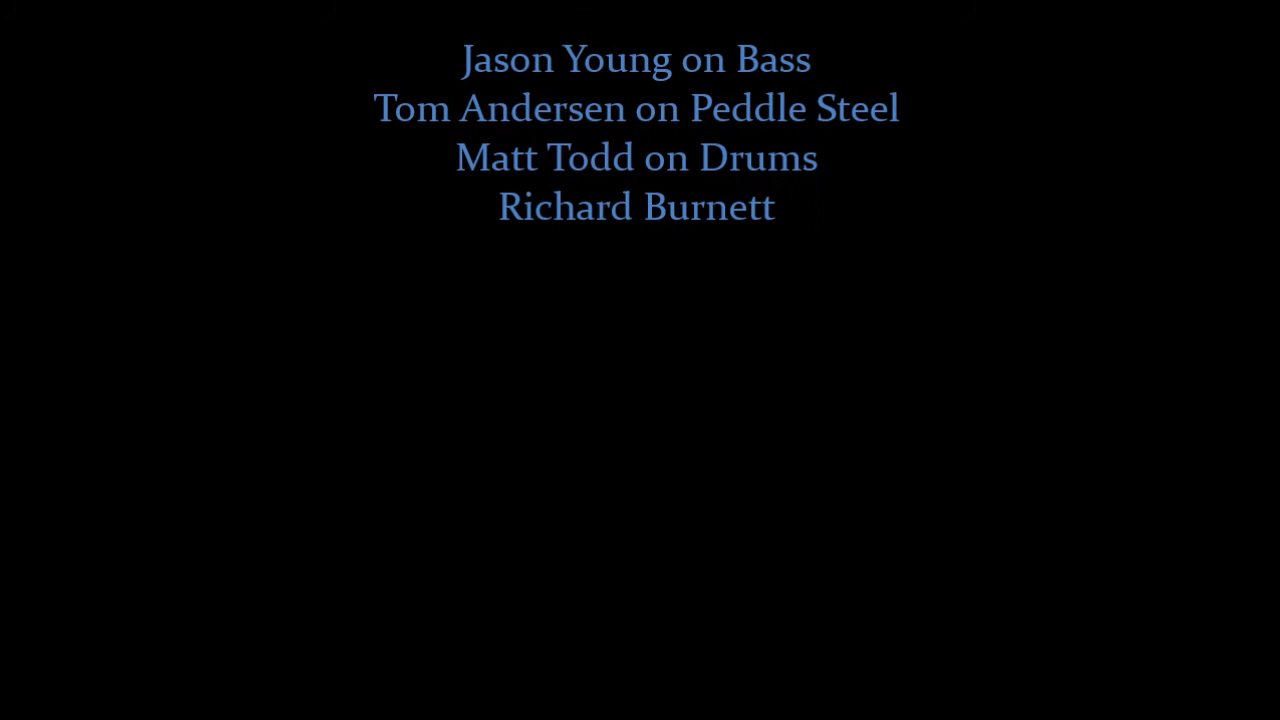 Jason Young on Bass
Tom Andersen on Peddle Steel
Matt Todd on Drums
Richard Burnett